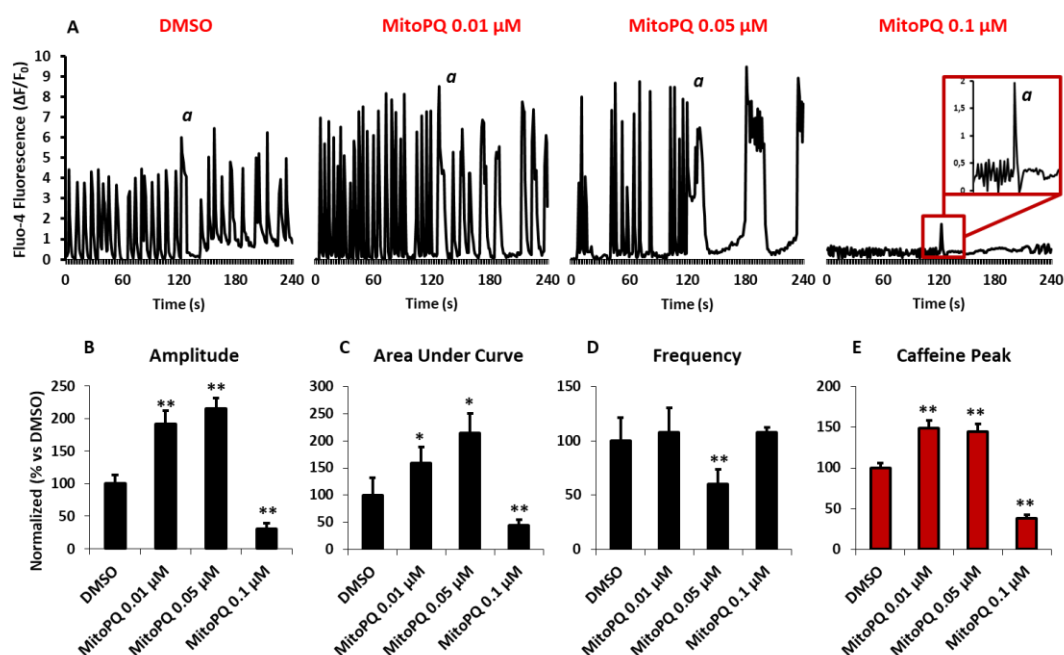 A
DMSO
MitoPQ 0.01 µM
MitoPQ 0.05 µM
MitoPQ 0.1 µM
Fluo-4 Fluorescence (ΔF/F0)
10
9
8
7
6
5
4
3
2
1
0
a
a
a
2
1,5
1
0,5
0
a
0 60 120 180 240
0 60 120 180 240
0 60 120 180 240
0 60 120 180 240
Time (s)
Time (s)
Time (s)
Time (s)
B
Amplitude
Normalized (% vs DMSO)
250
200
150
100
50
0
**
**
**
DMSO
MitoPQ 0.01 µM
MitoPQ 0.05 µM
MitoPQ 0.1 µM
C
Area Under Curve
300
250
200
150
100
50
0
*
*
**
DMSO
MitoPQ 0.01 µM
MitoPQ 0.05 µM
MitoPQ 0.1 µM
D
Frequency
150
100
50
0
**
DMSO
MitoPQ 0.01 µM
MitoPQ 0.05 µM
MitoPQ 0.1 µM
E
Caffeine Peak
200
150
100
50
0
**
**
**
DMSO
MitoPQ 0.01 µM
MitoPQ 0.05 µM
MitoPQ 0.1 µM